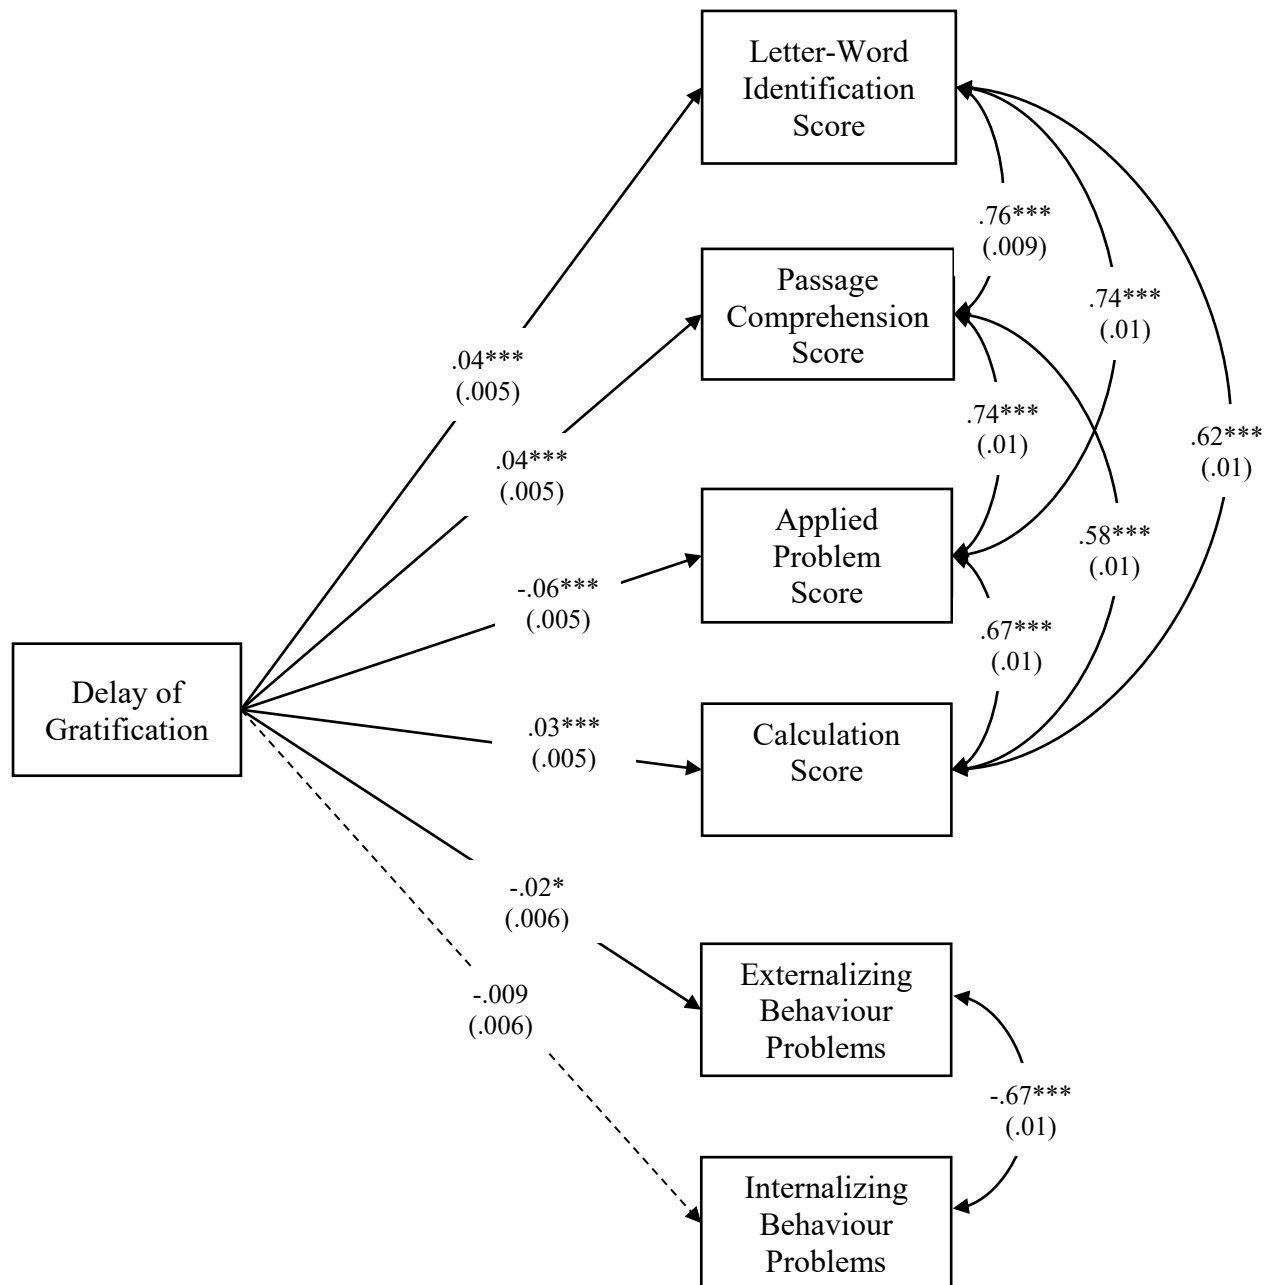 Letter-Word
Identification
Score
.76***
(.009)
Passage
Comprehension
Score
.74***
(.01)
.04***
(.005)
.74***
(.01)
.62***
(.01)
.04***
(.005)
Applied
Problem
Score
.58***
(.01)
-.06***
(.005)
.67***
(.01)
Delay of
Gratification
.03***
(.005)
Calculation
Score
-.02*
(.006)
Externalizing
Behaviour
Problems
-.009
(.006)
-.67***
(.01)
Internalizing
Behaviour
Problems